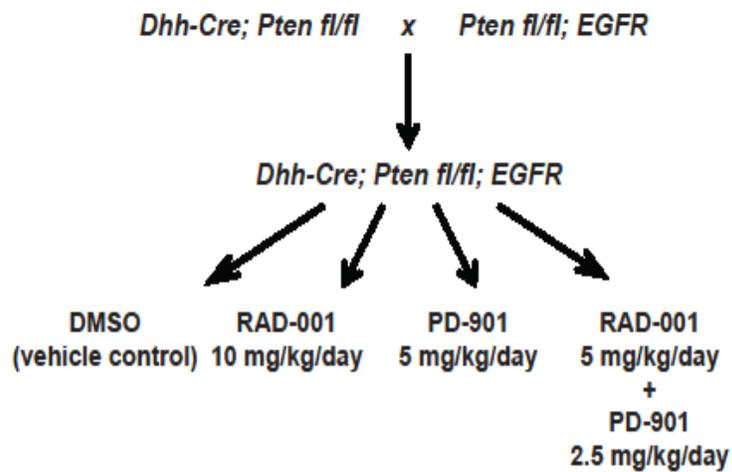 Dhh-Cre; Pten fl/fl x Pten fl/fl; EGFR
Dhh-Cre; Pten fl/fl; EGFR
DMSO
(vehicle control)
RAD-001
10 mg/kg/day
PD-901
5 mg/kg/day
RAD-001
5 mg/kg/day
+
PD-901
2.5 mg/kg/day